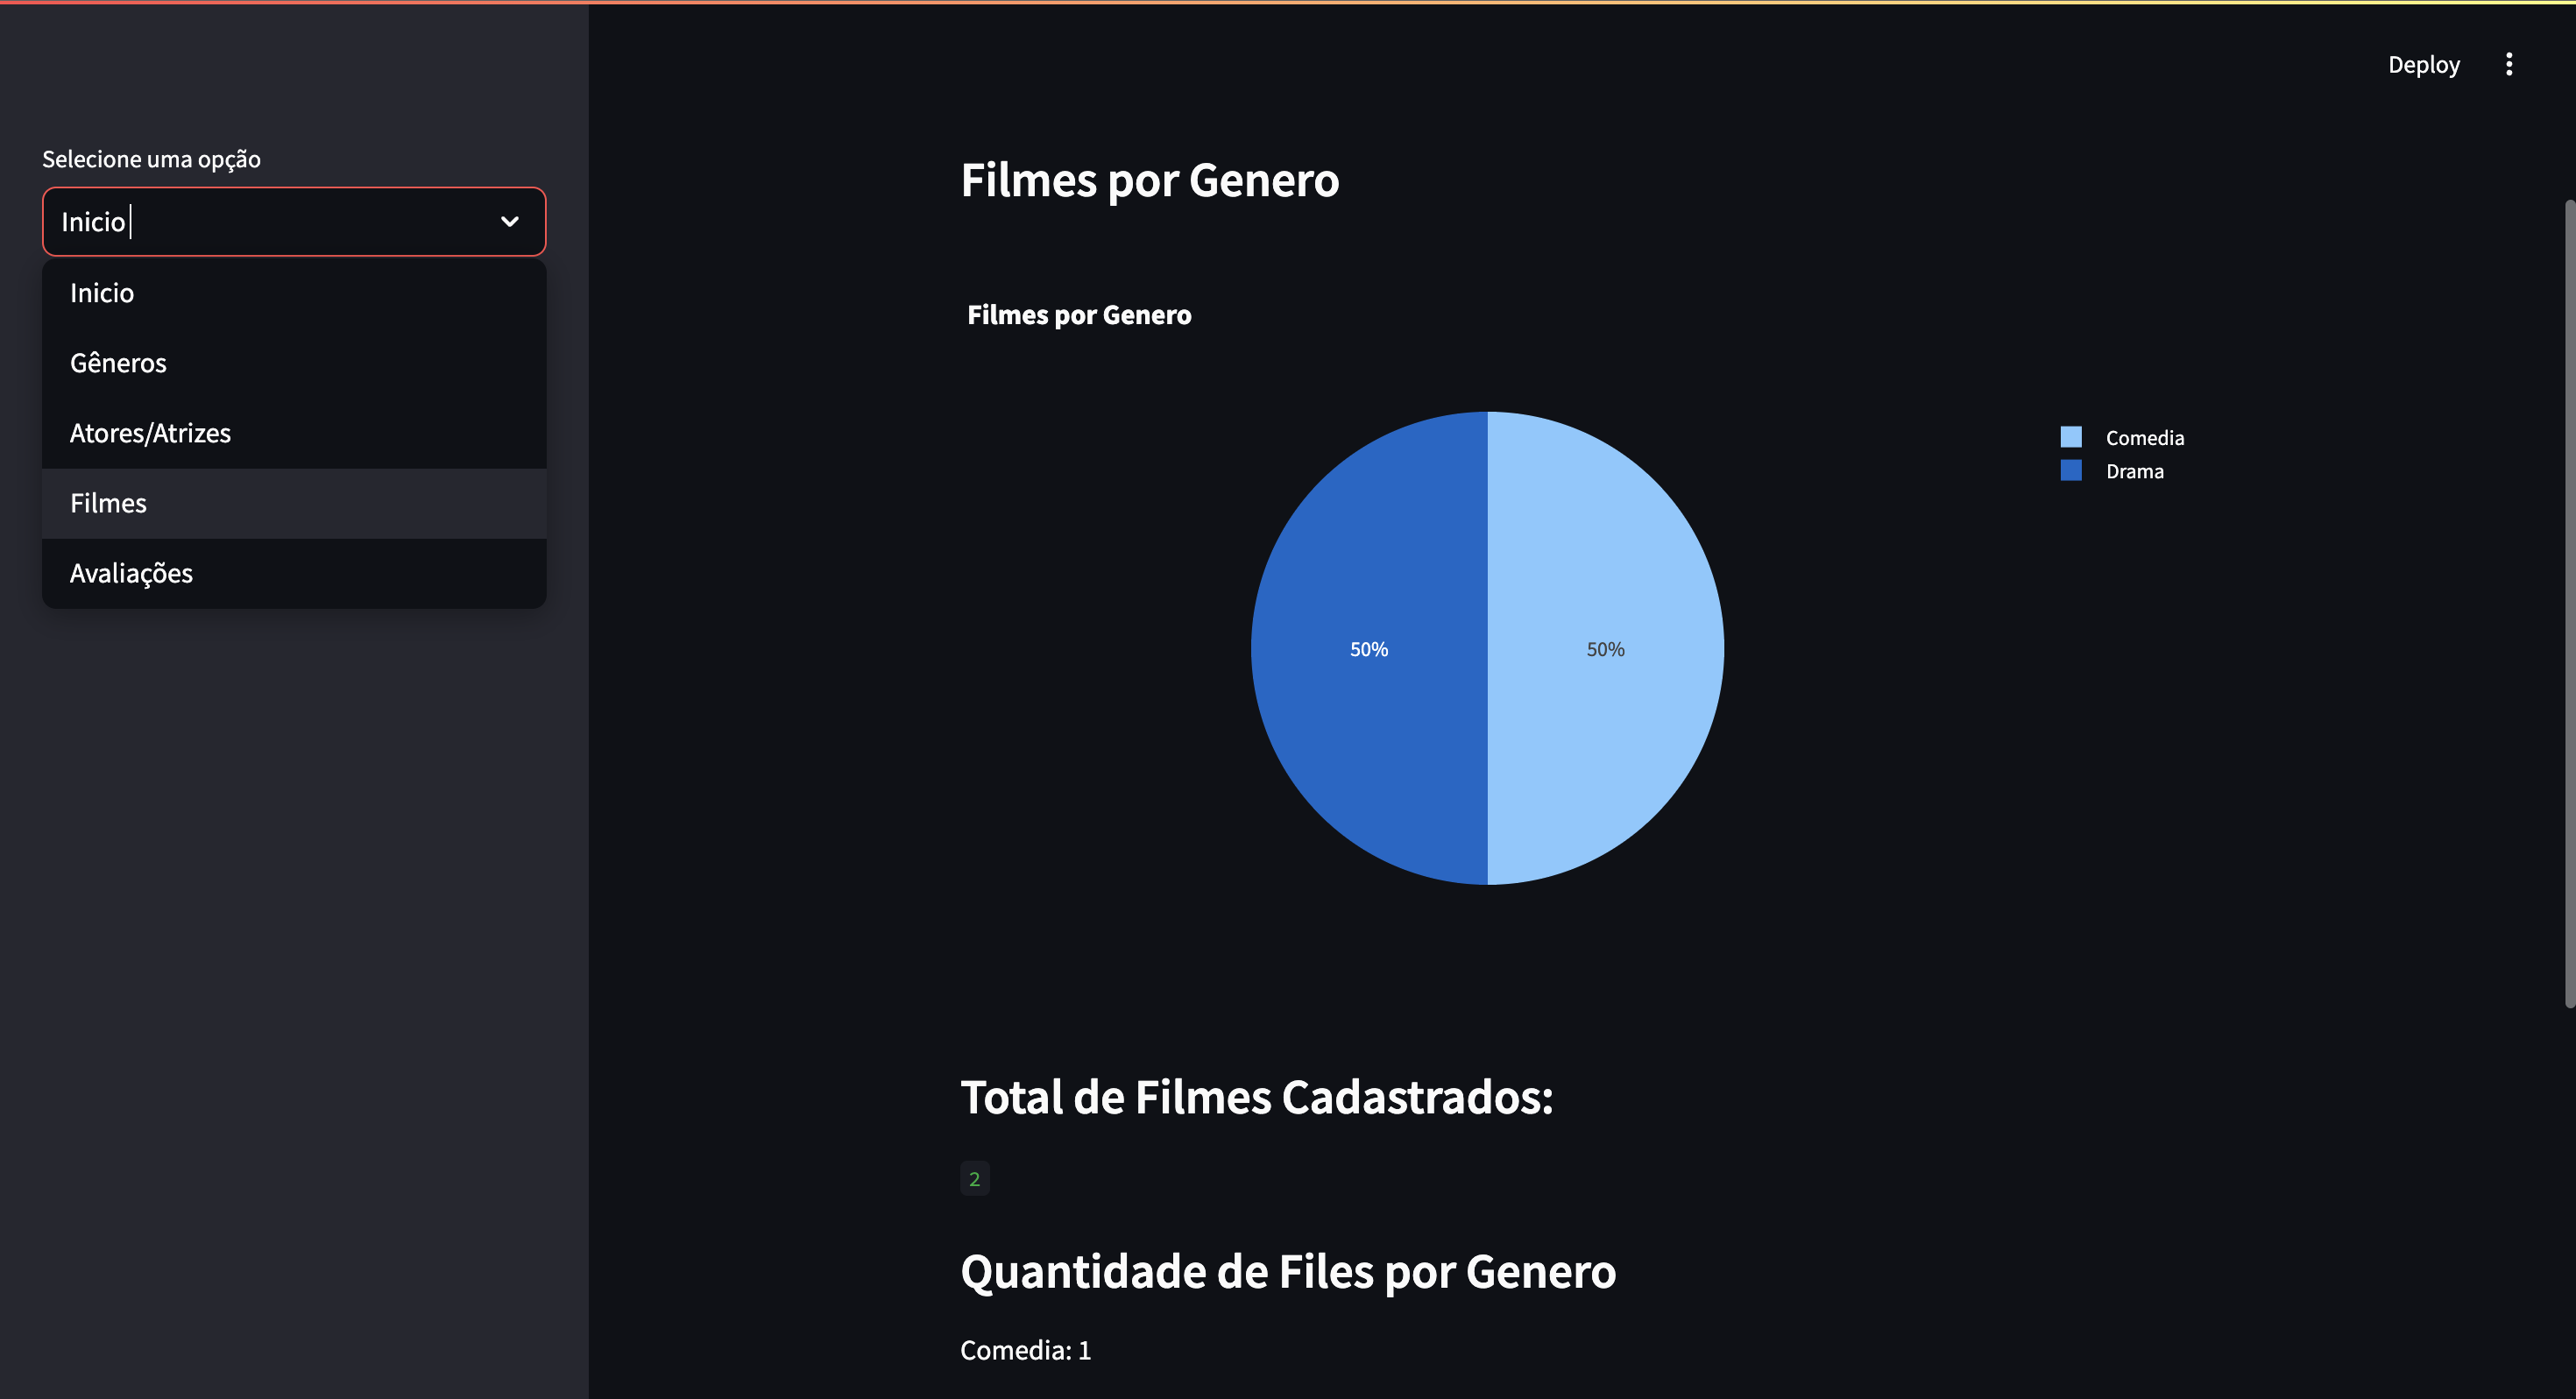 Deploy
Selecione uma opção
Inicio
Inicio
Gêneros
Atores/Atrizes
Filmes
Avaliações
Filmes por Genero
Filmes por Genero
Comedia
Drama
50%
50%
Total de Filmes Cadastrados:
2
Quantidade de Files por Genero
Comedia: 1